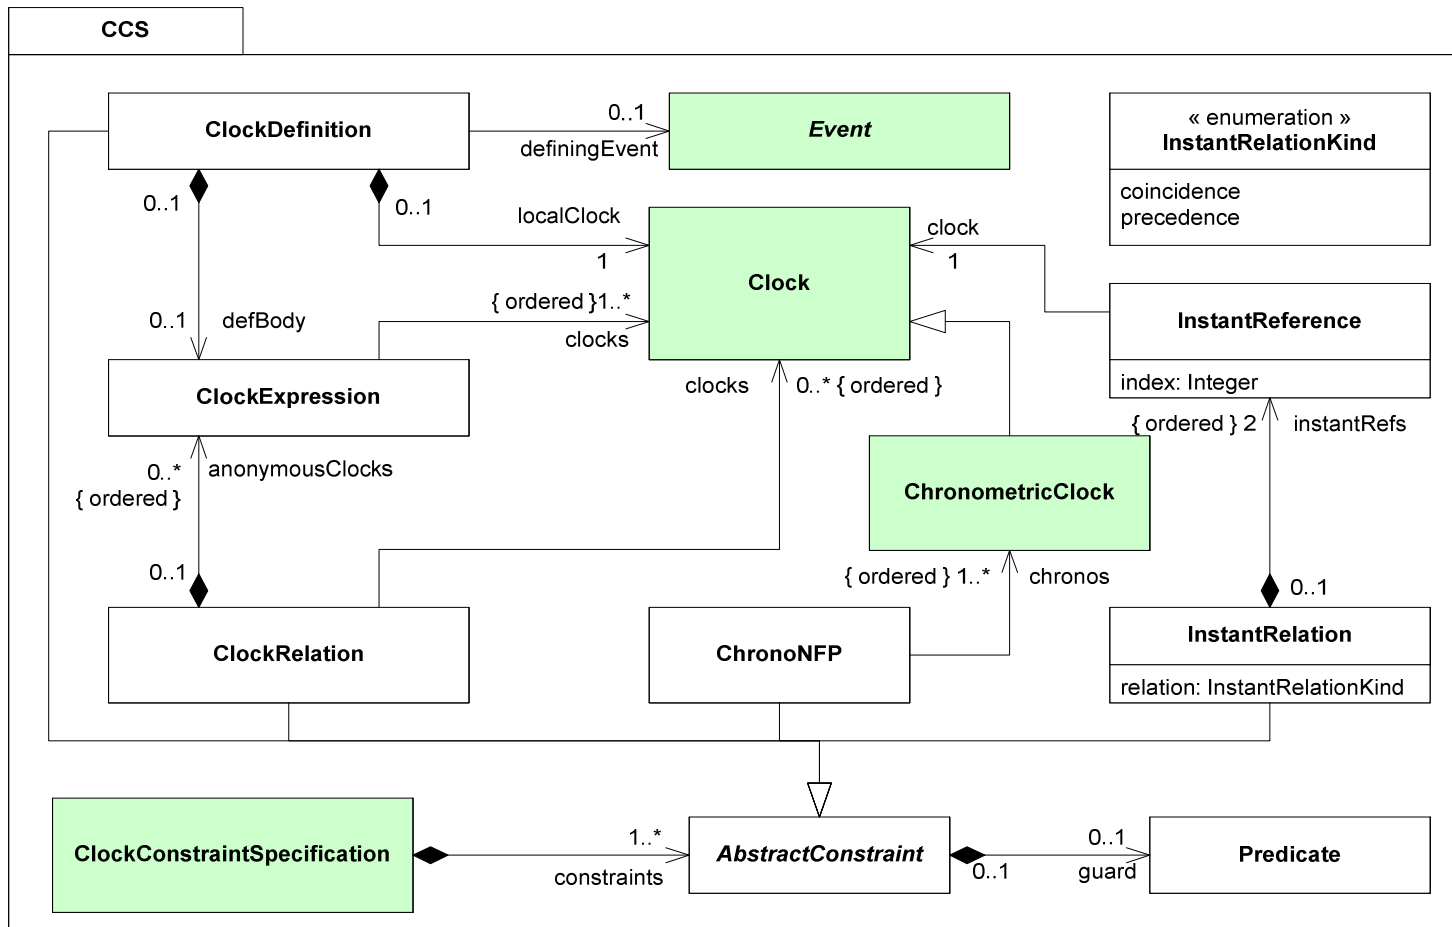 CCS
ClockDefinition
0..1
definingEvent
Event
« enumeration »
InstantRelationKind
coincidence
precedence
0..1
0..1
localClock
1
Clock
clock
1
{ ordered }1..*
clocks
0..1
defBody
InstantReference
index: Integer
ClockExpression
clocks
0..* { ordered }
{ ordered } 2
instantRefs
0..*
anonymousClocks
{ ordered }
ChronometricClock
0..1
{ ordered } 1..*
chronos
0..1
ClockRelation
ChronoNFP
InstantRelation
relation: InstantRelationKind
ClockConstraintSpecification
1..*
constraints
AbstractConstraint
0..1
0..1
guard
Predicate